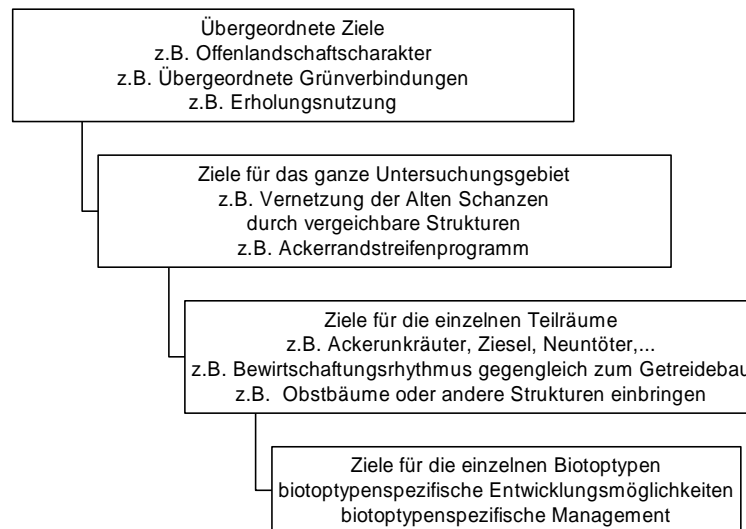 Übergeordnete Ziele
z.B. Offenlandschaftscharakter
z.B. Übergeordnete Grünverbindungen
z.B. Erholungsnutzung
Ziele für das ganze Untersuchungsgebiet
z.B. Vernetzung der Alten Schanzen
durch vergeichbare Strukturen
z.B. Ackerrandstreifenprogramm
Ziele für die einzelnen Teilräume
z.B. Ackerunkräuter, Ziesel, Neuntöter,...
z.B. Bewirtschaftungsrhythmus gegengleich zum Getreidebau
z.B. Obstbäume oder andere Strukturen einbringen
Ziele für die einzelnen Biotoptypen
biotoptypenspezifische Entwicklungsmöglichkeiten
biotoptypenspezifische Management